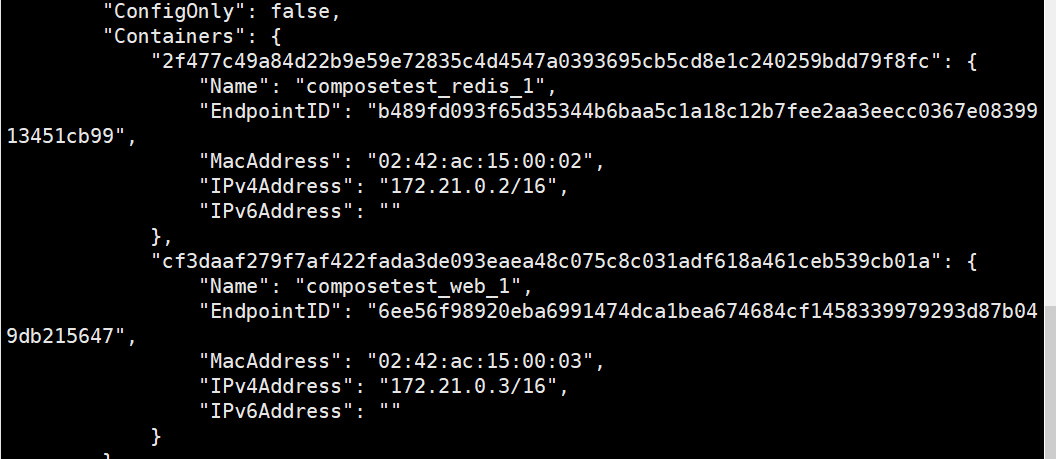 "ConfigOnly": false,
"Containers": {
"2f477c49a84d22b9e59e72835c4d4547a0393695cb5cd8e1c240259bdd79f8fc": {
"Name": "composetest_redis_1",
"EndpointID": "b489fd093f65d35344b6baa5c1a18c12b7fee2aa3eecc0367e08399
13451cb99",
"MacAddress": "02:42:ac:15:00:02",
"IPv4Address": "172.21.0.2/16",
"IPv6Address": ""
},
"cf3daaf279f7af422fada3de093eaea48c075c8c031adf618a461ceb539cb01a": {
"Name": "composetest_web_1",
"EndpointID": "6ee56f98920eba6991474dca1bea674684cf1458339979293d87b04
9db215647",
"MacAddress": "02:42:ac:15:00:03",
"IPv4Address": "172.21.0.3/16",
"IPv6Address": ""
}
}